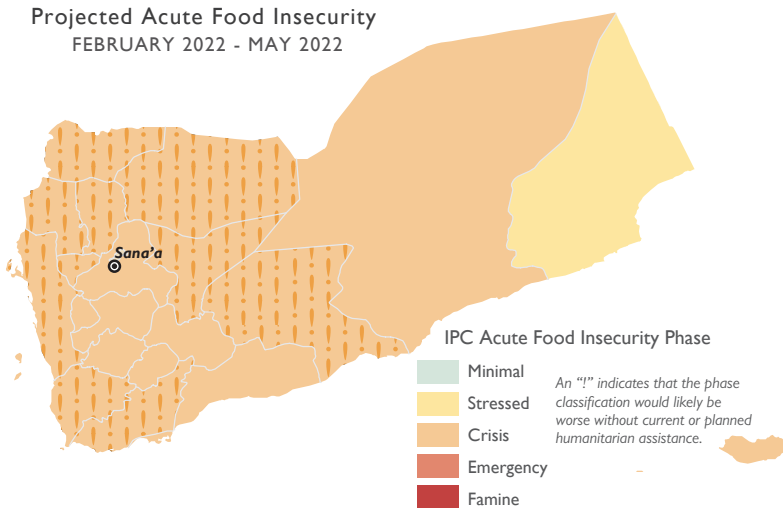 Projected Acute Food Insecurity
FEBRUARY 2022 - MAY 2022
Sana’a
IPC Acute Food Insecurity Phase
Minimal
Stressed
Crisis
Emergency
Famine
An “!” indicates that the phase
classification would likely be
worse without current or planned
humanitarian assistance.